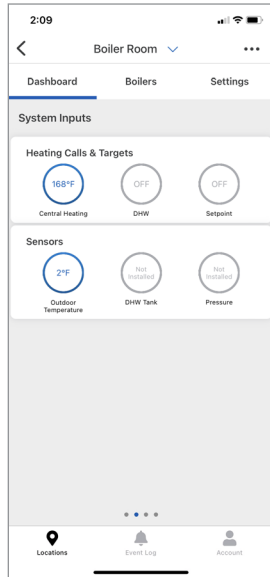 2:09
Boiler Room
Dashboard Boilers Settings
System Inputs
Heating Calls & Targets
168°F OFF OFF
Central Heating DHW Setpoint
Sensors
2°F Not Installed Not Installed
Outdoor Temperature DHW Tank Pressure
Locations Event Log Account